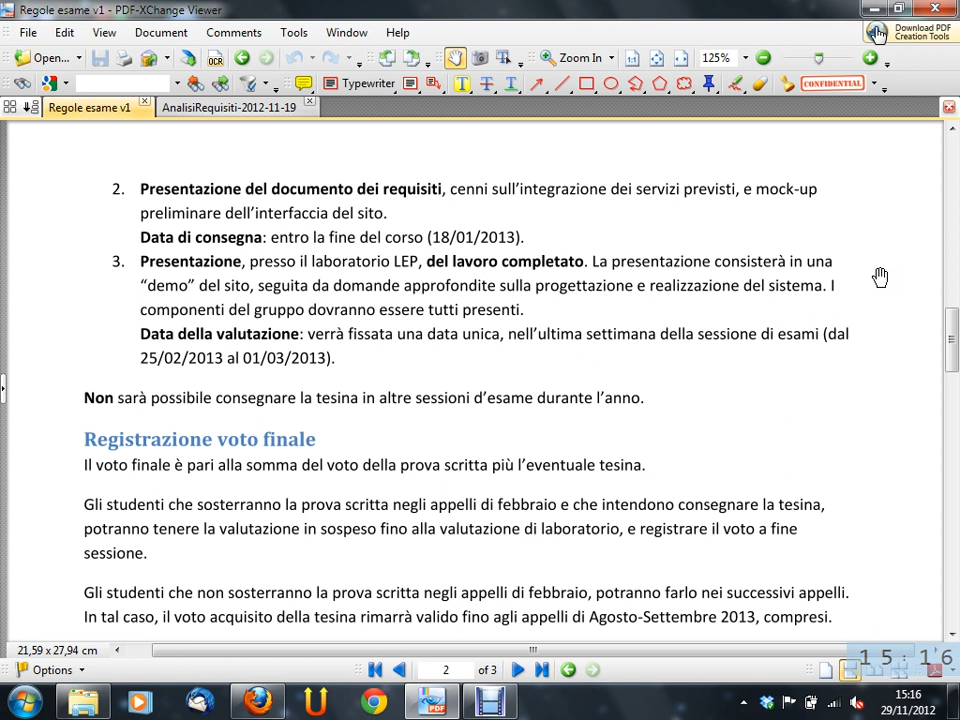 Regole esame v1 - PDF-XChange Viewer
File Edit View Document Comments Tools Window Help
Download PDF
Creation Tools
Open...
OCR
Zoom In
125%
Typewriter
CONFIDENTIAL
Regole esame v1
AnalisiRequisiti-2012-11-19
2. Presentazione del documento dei requisiti, cenni sull’integrazione dei servizi previsti, e mock-up
preliminare dell’interfaccia del sito.
Data di consegna: entro la fine del corso (18/01/2013).
3. Presentazione, presso il laboratorio LEP, del lavoro completato. La presentazione consisterà in una
“demo” del sito, seguita da domande approfondite sulla progettazione e realizzazione del sistema. I
componenti del gruppo dovranno essere tutti presenti.
Data della valutazione: verrà fissata una data unica, nell’ultima settimana della sessione di esami (dal
25/02/2013 al 01/03/2013).
Non sarà possibile consegnare la tesina in altre sessioni d’esame durante l’anno.
Registrazione voto finale
Il voto finale è pari alla somma del voto della prova scritta più l’eventuale tesina.
Gli studenti che sosterranno la prova scritta negli appelli di febbraio e che intendono consegnare la tesina,
potranno tenere la valutazione in sospeso fino alla valutazione di laboratorio, e registrare il voto a fine
sessione.
Gli studenti che non sosterranno la prova scritta negli appelli di febbraio, potranno farlo nei successivi appelli.
In tal caso, il voto acquisito della tesina rimarrà valido fino agli appelli di Agosto-Settembre 2013, compresi.
21,59 x 27,94 cm
15:16
Options
2 of 3
15:16
29/11/2012